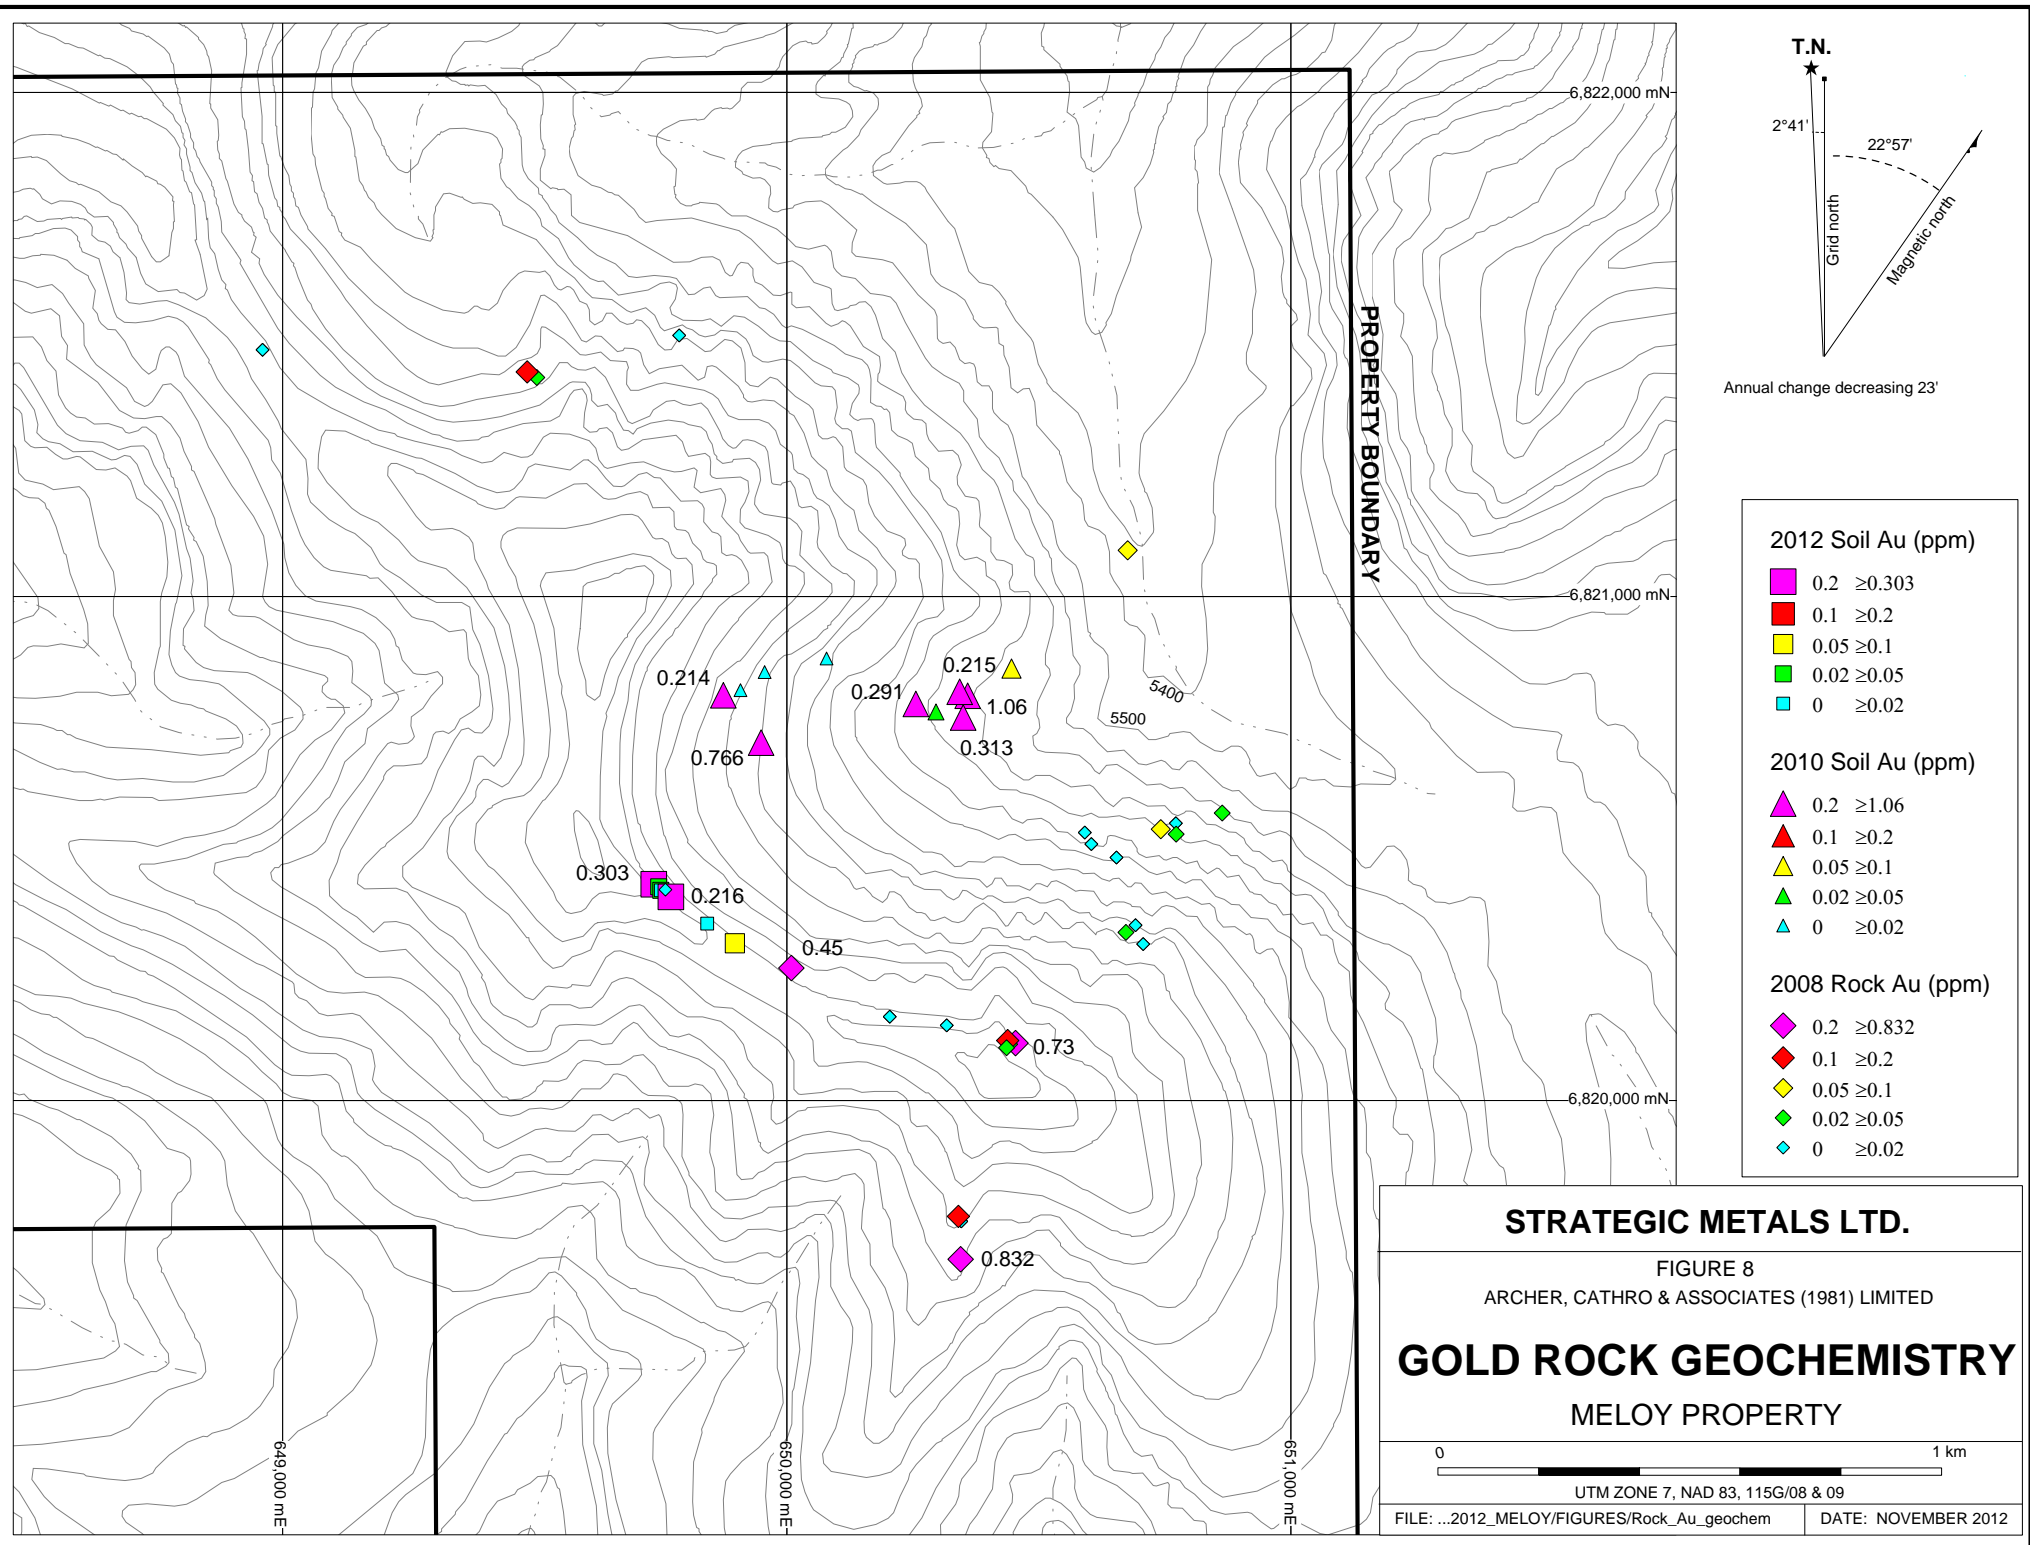 T.N.
6,822,000 mN
2°41'
22°57'
Grid north
Magnetic north
PROPERTY BOUNDARY
Annual change decreasing 23'
2012 Soil Au (ppm)
0.2 ≥0.303
0.1 ≥0.2
0.05 ≥0.1
0.02 ≥0.05
0 ≥0.02
2010 Soil Au (ppm)
0.2 ≥1.06
0.1 ≥0.2
0.05 ≥0.1
0.02 ≥0.05
0 ≥0.02
2008 Rock Au (ppm)
0.2 ≥0.832
0.1 ≥0.2
0.05 ≥0.1
0.02 ≥0.05
0 ≥0.02
6,821,000 mN
0.214
0.215
0.291
1.06
5400
5500
0.313
0.766
0.303
0.216
0.45
0.73
6,820,000 mN
0.832
649,000 mE
650,000 mE
651,000 mE
STRATEGIC METALS LTD.
FIGURE 8
ARCHER, CATHRO & ASSOCIATES (1981) LIMITED
GOLD ROCK GEOCHEMISTRY
MELOY PROPERTY
0 1 km
UTM ZONE 7, NAD 83, 115G/08 & 09
FILE: ...2012_MELOY/FIGURES/Rock_Au_geochem
DATE: NOVEMBER 2012